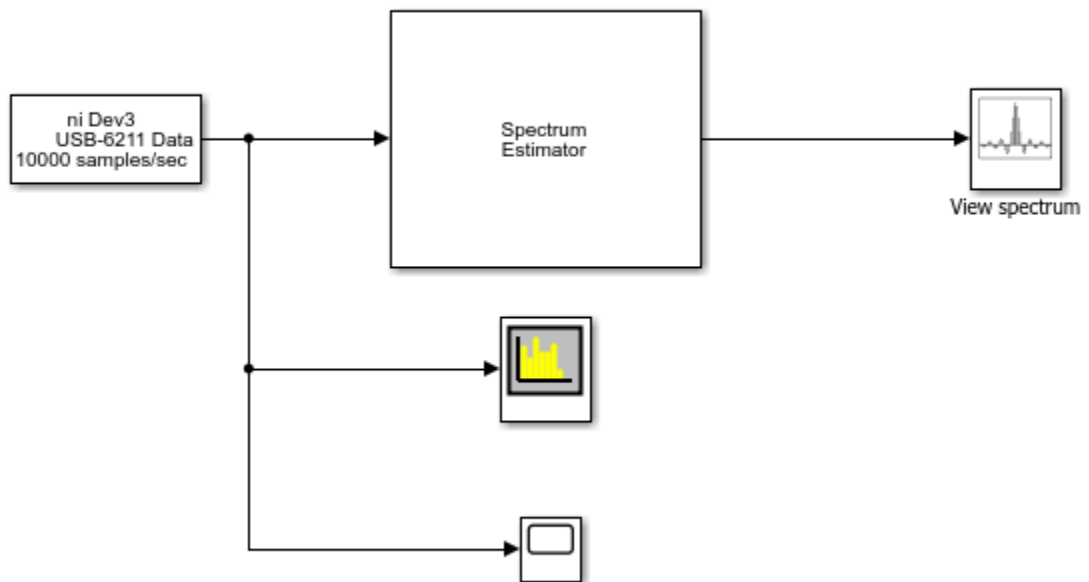 ni Dev3
USB-6211 Data
10000 samples/sec
Spectrum
Estimator
View spectrum